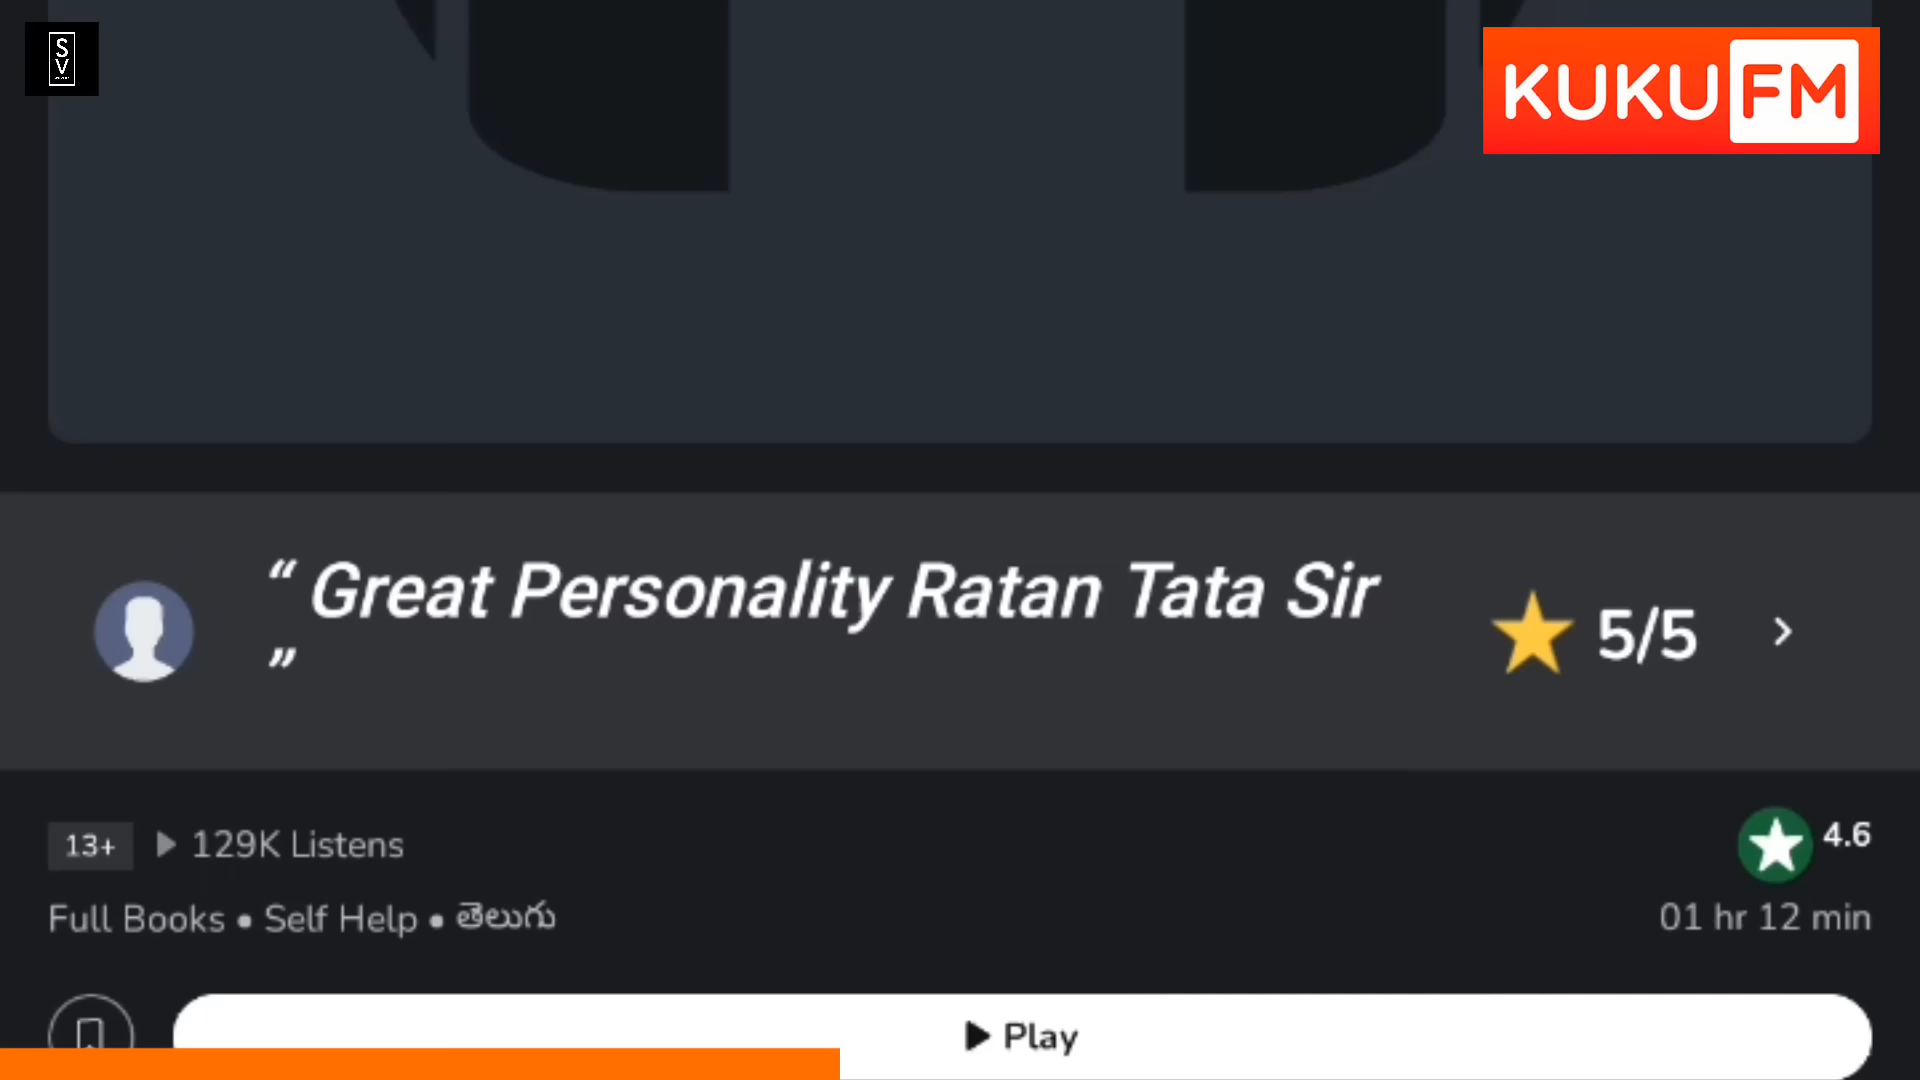 S
V
KUKU FM
“ Great Personality Ratan Tata Sir
”
5/5
13+ 129K Listens
4.6
Full Books • Self Help • తెలుగు
01 hr 12 min
Play